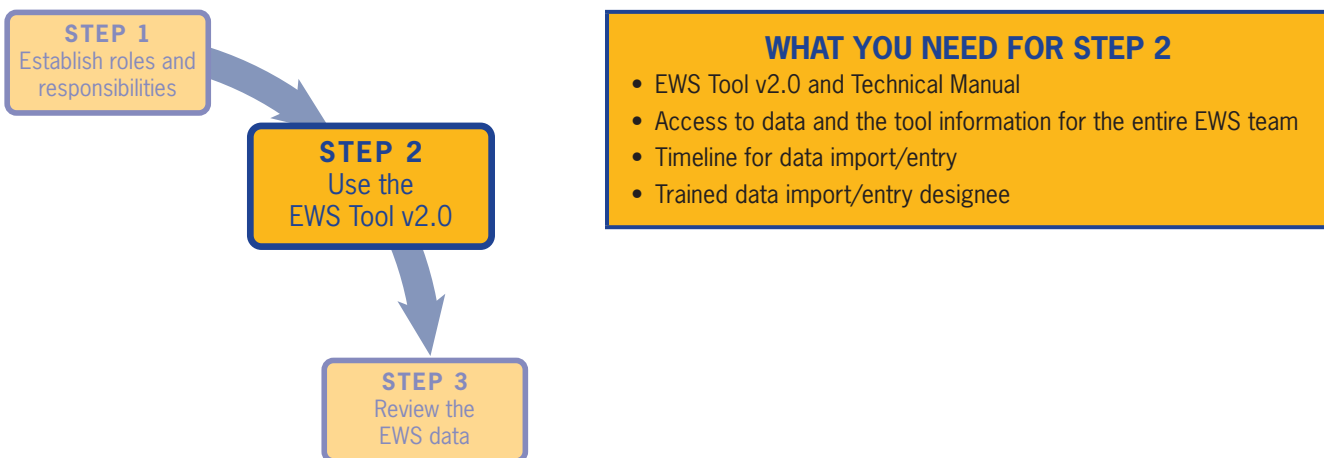 STEP 1
Establish roles and
responsibilities
STEP 2
Use the
EWS Tool v2.0
STEP 3
Review the
EWS data
WHAT YOU NEED FOR STEP 2
• EWS Tool v2.0 and Technical Manual
• Access to data and the tool information for the entire EWS team
• Timeline for data import/entry
• Trained data import/entry designee